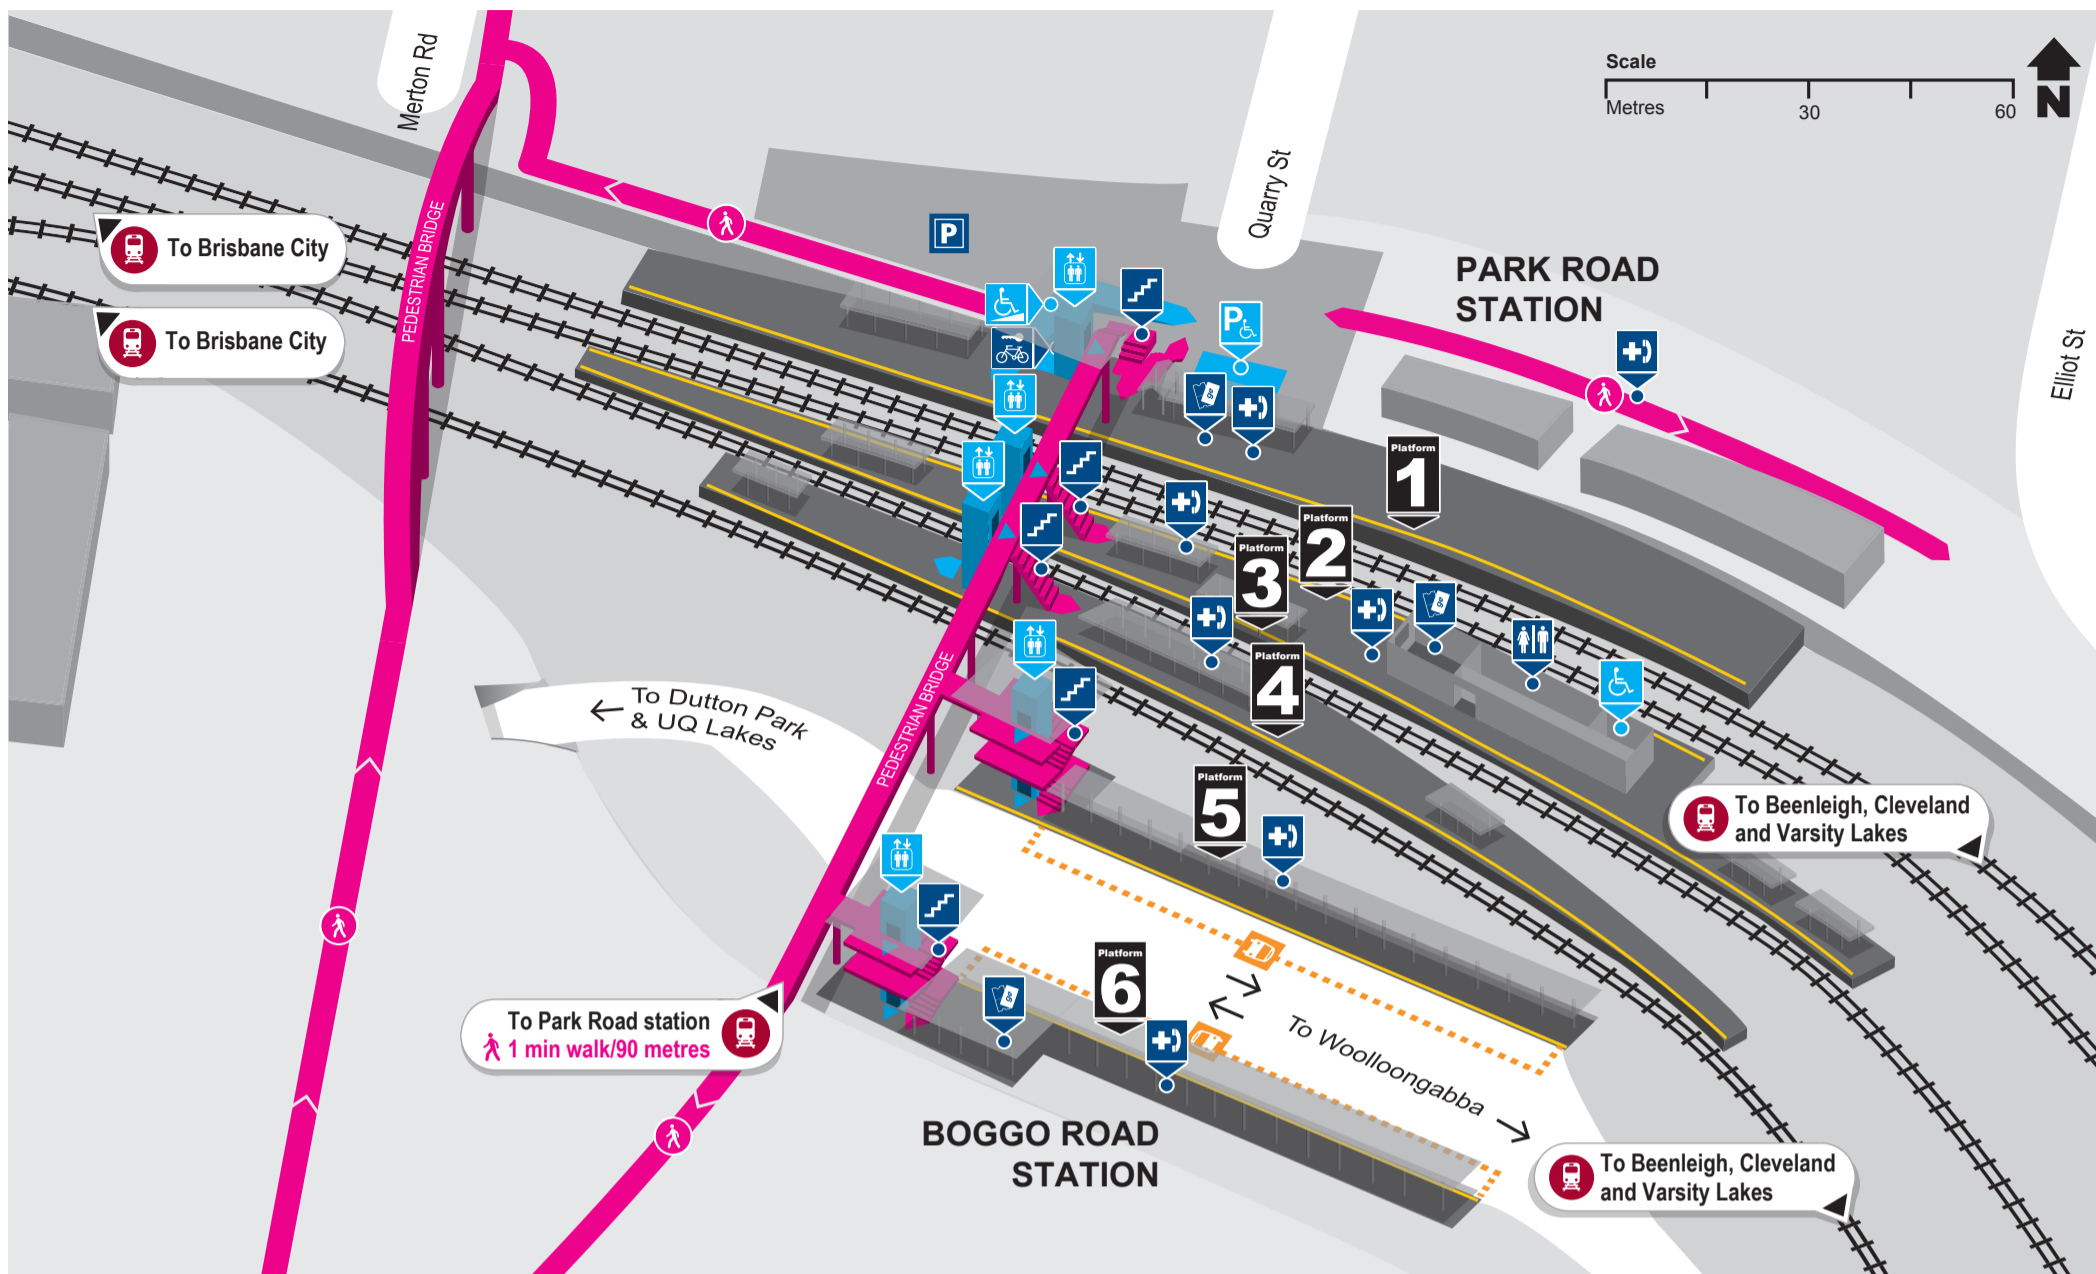 Merton Rd
Quarry St
Elliot St
Scale
Metres
30
60
N
PEDESTRIAN BRIDGE
To Brisbane City
To Brisbane City
P
P
PARK ROAD
STATION
go
Platform
1
Platform
2
Platform
3
Platform
4
go
To Dutton Park
& UQ Lakes
PEDESTRIAN BRIDGE
Platform
5
To Beenleigh, Cleveland
and Varsity Lakes
Platform
6
go
To Park Road station
1 min walk/90 metres
To Woolloongabba
BOGGO ROAD
STATION
To Beenleigh, Cleveland
and Varsity Lakes